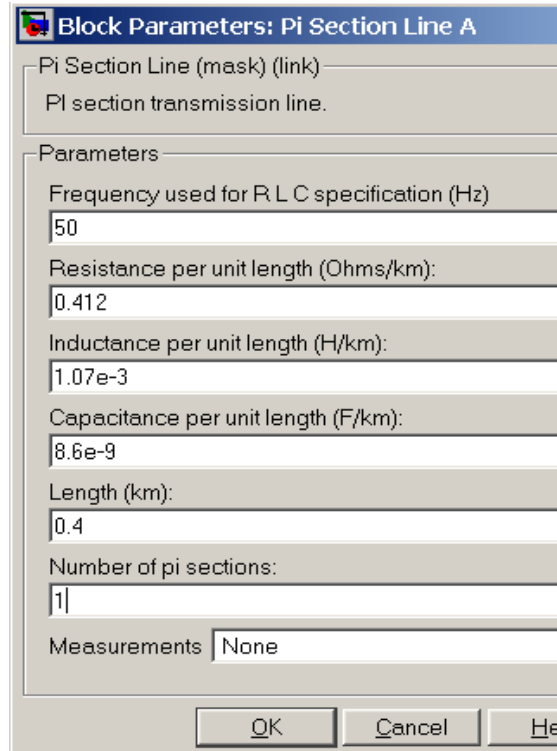 Block Parameters: Pi Section Line A
Pi Section Line (mask) (link)
PI section transmission line.
Parameters
Frequency used for R L C specification (Hz)
50
Resistance per unit length (Ohms/km):
0.412
Inductance per unit length (H/km):
1.07e-3
Capacitance per unit length (F/km):
8.6e-9
Length (km):
0.4
Number of pi sections:
1
Measurements None
OK Cancel He